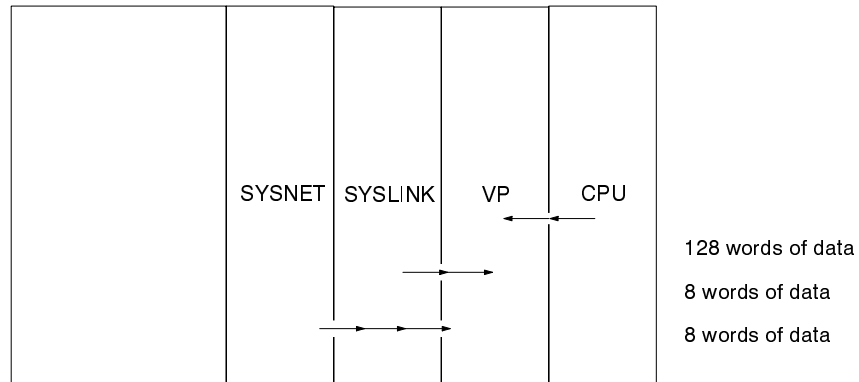 SYSNET SYSLINK VP CPU
128 words of data
8 words of data
8 words of data